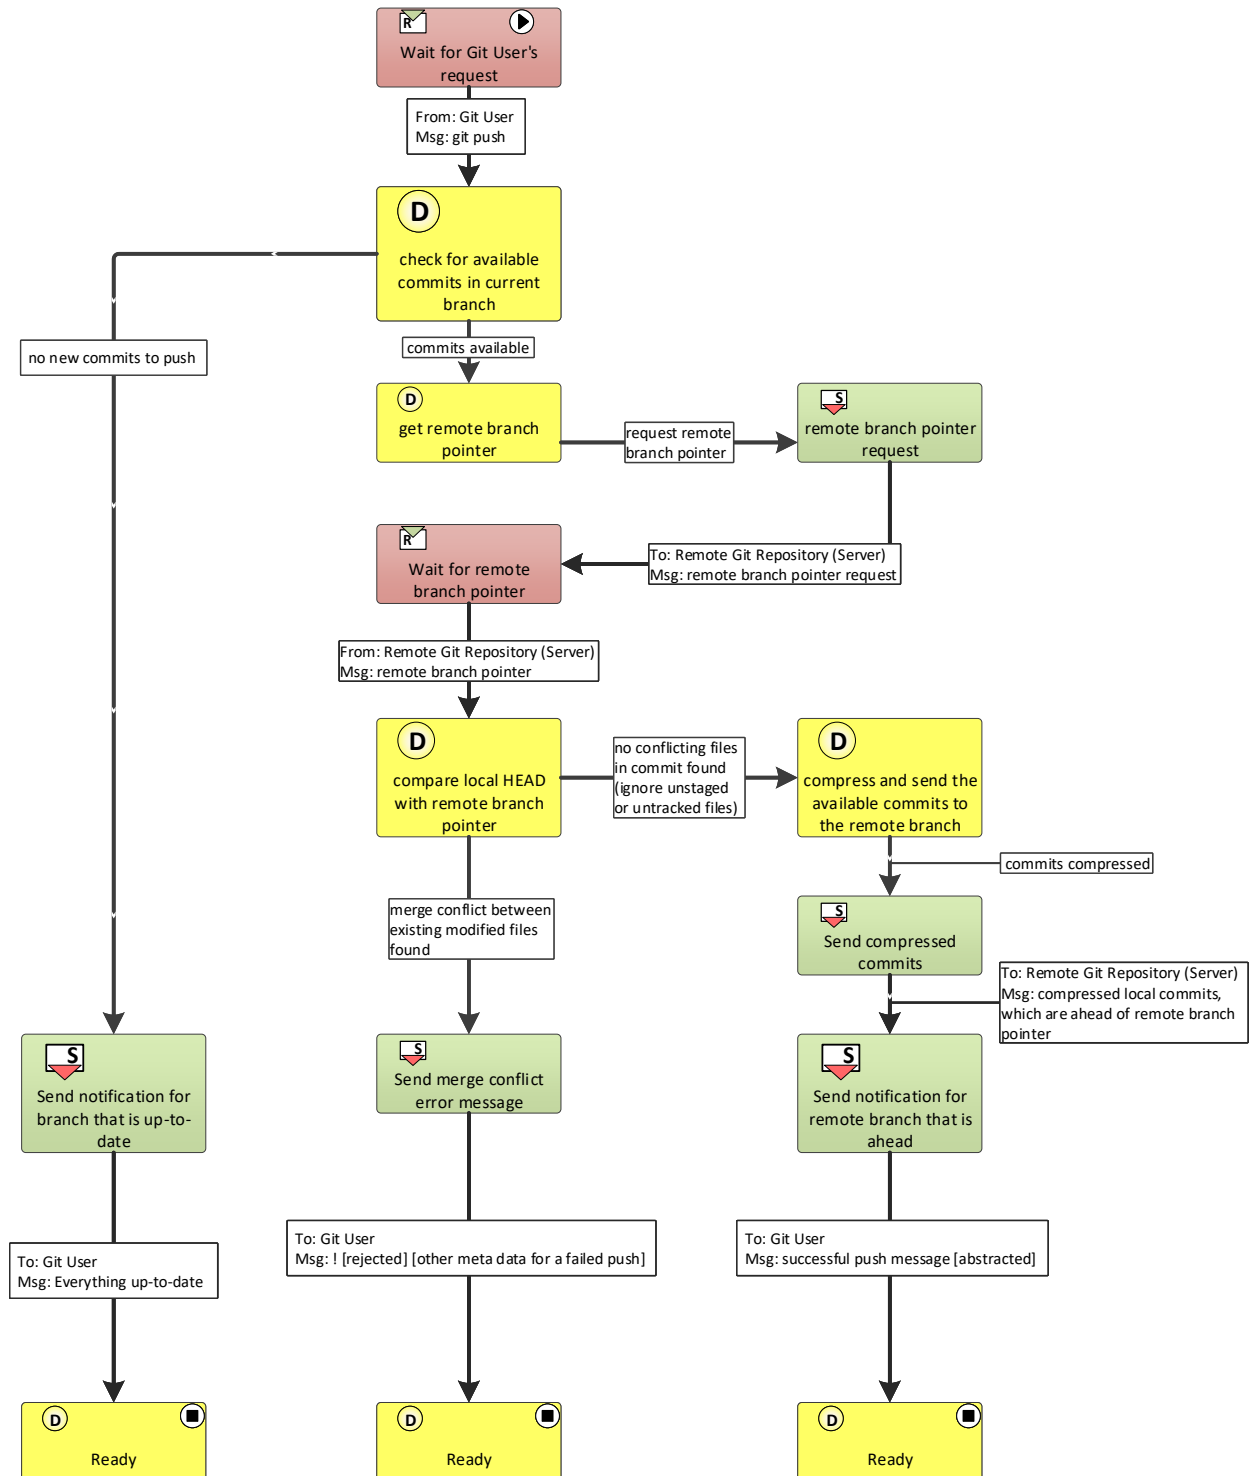 R
Wait for Git User's
request
From: Git User
Msg: git push
D
check for available
commits in current
branch
no new commits to push
commits available
D
get remote branch
pointer
request remote
branch pointer
S
remote branch pointer
request
R
Wait for remote
branch pointer
To: Remote Git Repository (Server)
Msg: remote branch pointer request
From: Remote Git Repository (Server)
Msg: remote branch pointer
D
compare local HEAD
with remote branch
pointer
no conflicting files
in commit found
(ignore unstaged
or untracked files)
D
compress and send the
available commits to
the remote branch
commits compressed
merge conflict between
existing modified files
found
S
Send compressed
commits
To: Remote Git Repository (Server)
Msg: compressed local commits,
which are ahead of remote branch
pointer
S
Send notification for
branch that is up-to-
date
S
Send merge conflict
error message
S
Send notification for
remote branch that is
ahead
To: Git User
Msg: Everything up-to-date
To: Git User
Msg: ! [rejected] [other meta data for a failed push]
To: Git User
Msg: successful push message [abstracted]
D
Ready
D
Ready
D
Ready